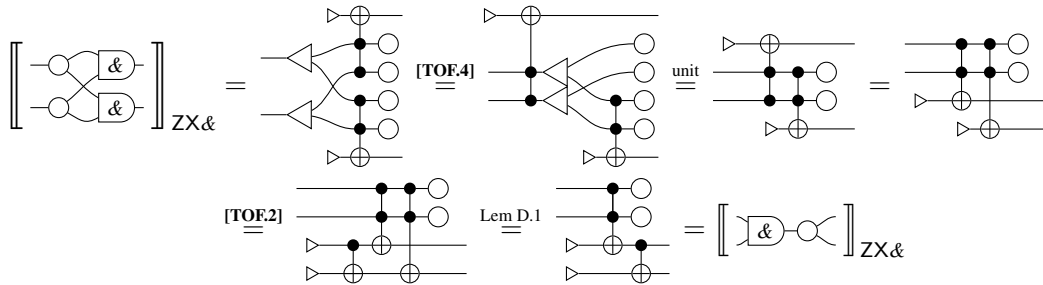 ⟦ & & ⟧ZX& = [TOF.4] = unit = =
[TOF.2] = Lem D.1 = = ⟦ & ⟧ZX&